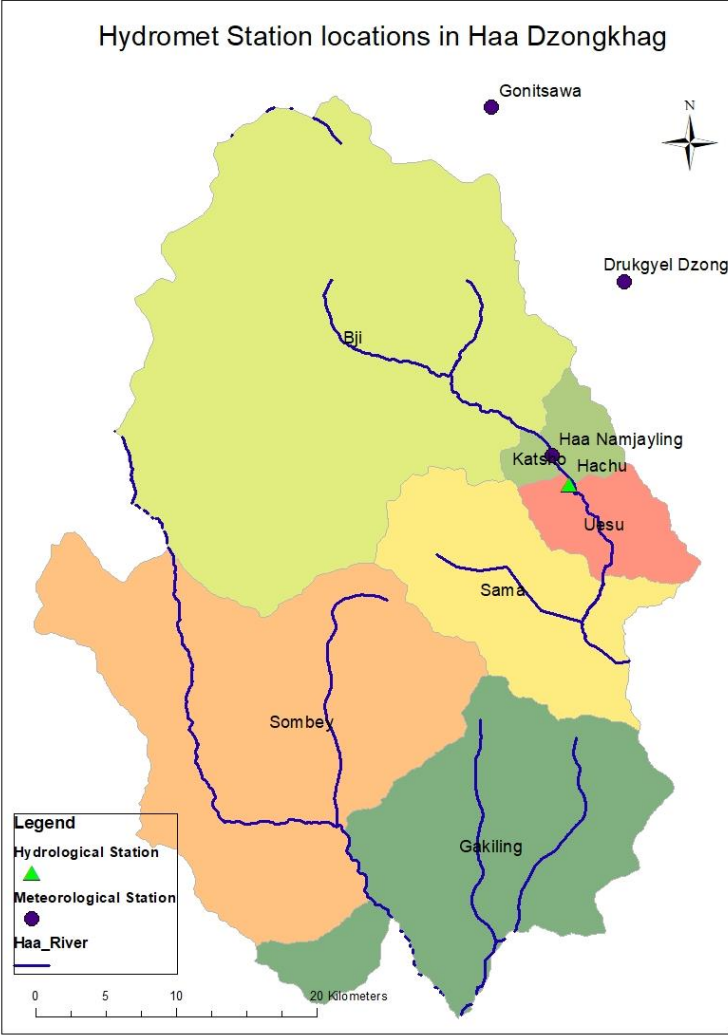 Hydromet Station locations in Haa Dzongkhag
Gonitsawa
N
Drukgyel Dzong
Bji
Haa Namjayling
Katsho
Hachu
Uesu
Sama
Sombey
Gakiling
Legend
Hydrological Station
Meteorological Station
Haa_River
0 5 10 20 Kilometers